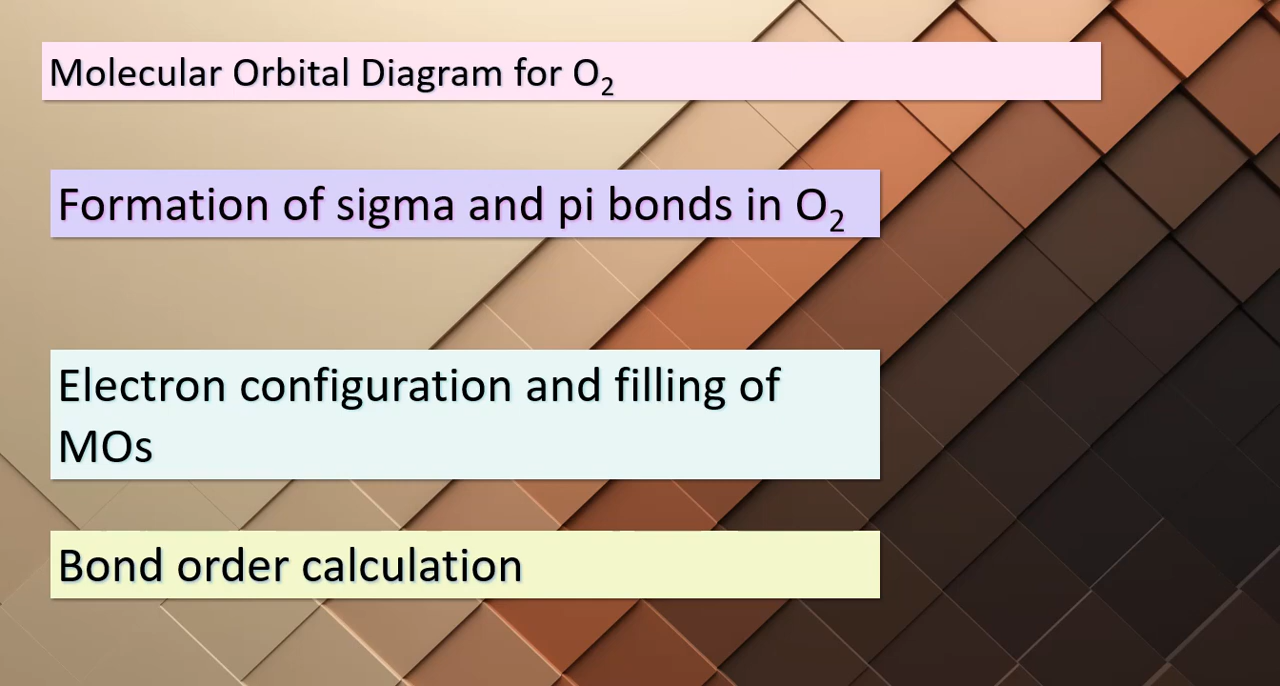 Molecular Orbital Diagram for O₂
Formation of sigma and pi bonds in O₂
Electron configuration and filling of
MOs
Bond order calculation